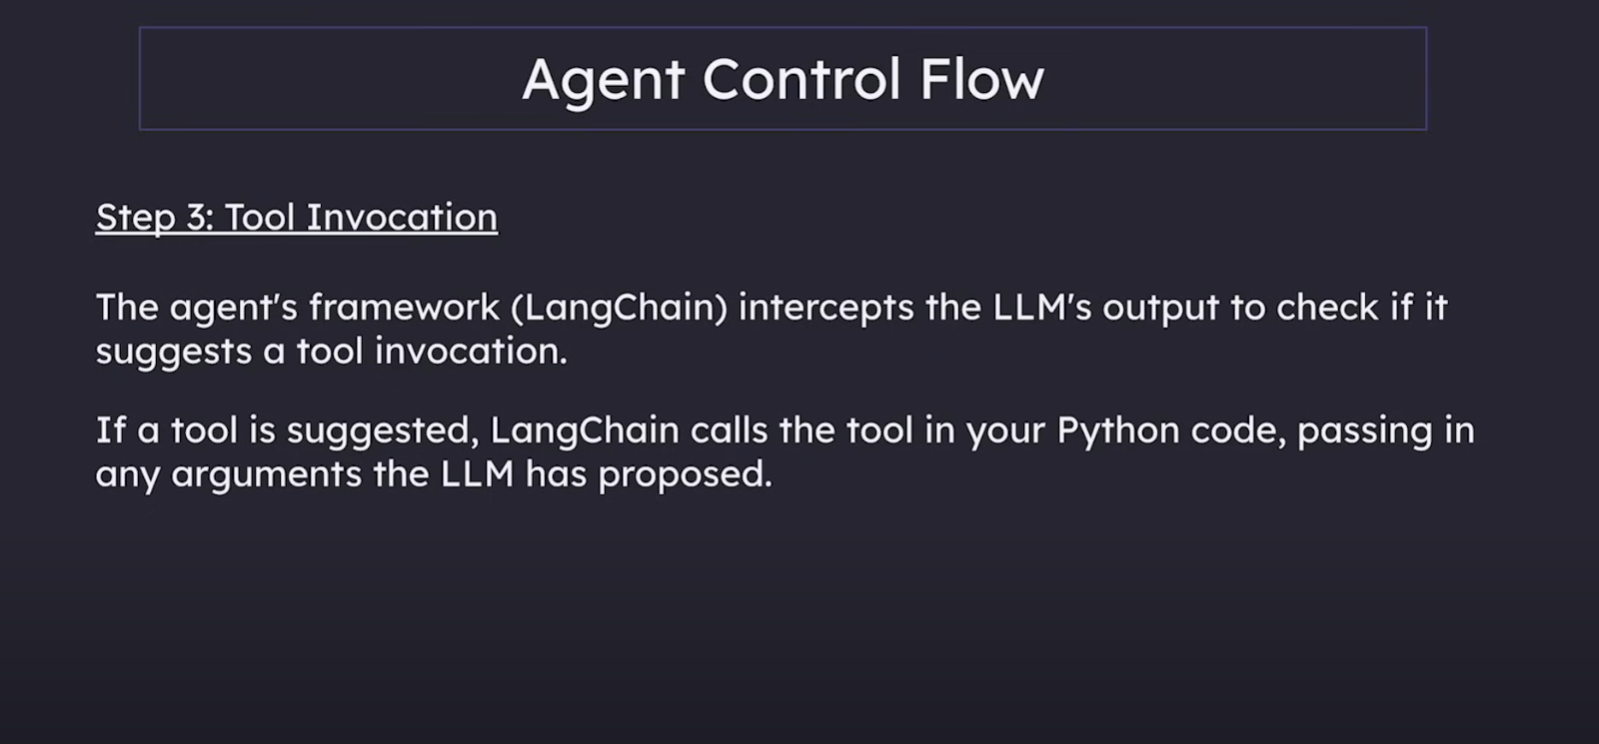 Agent Control Flow
Step 3: Tool Invocation
The agent's framework (LangChain) intercepts the LLM's output to check if it
suggests a tool invocation.
If a tool is suggested, LangChain calls the tool in your Python code, passing in
any arguments the LLM has proposed.